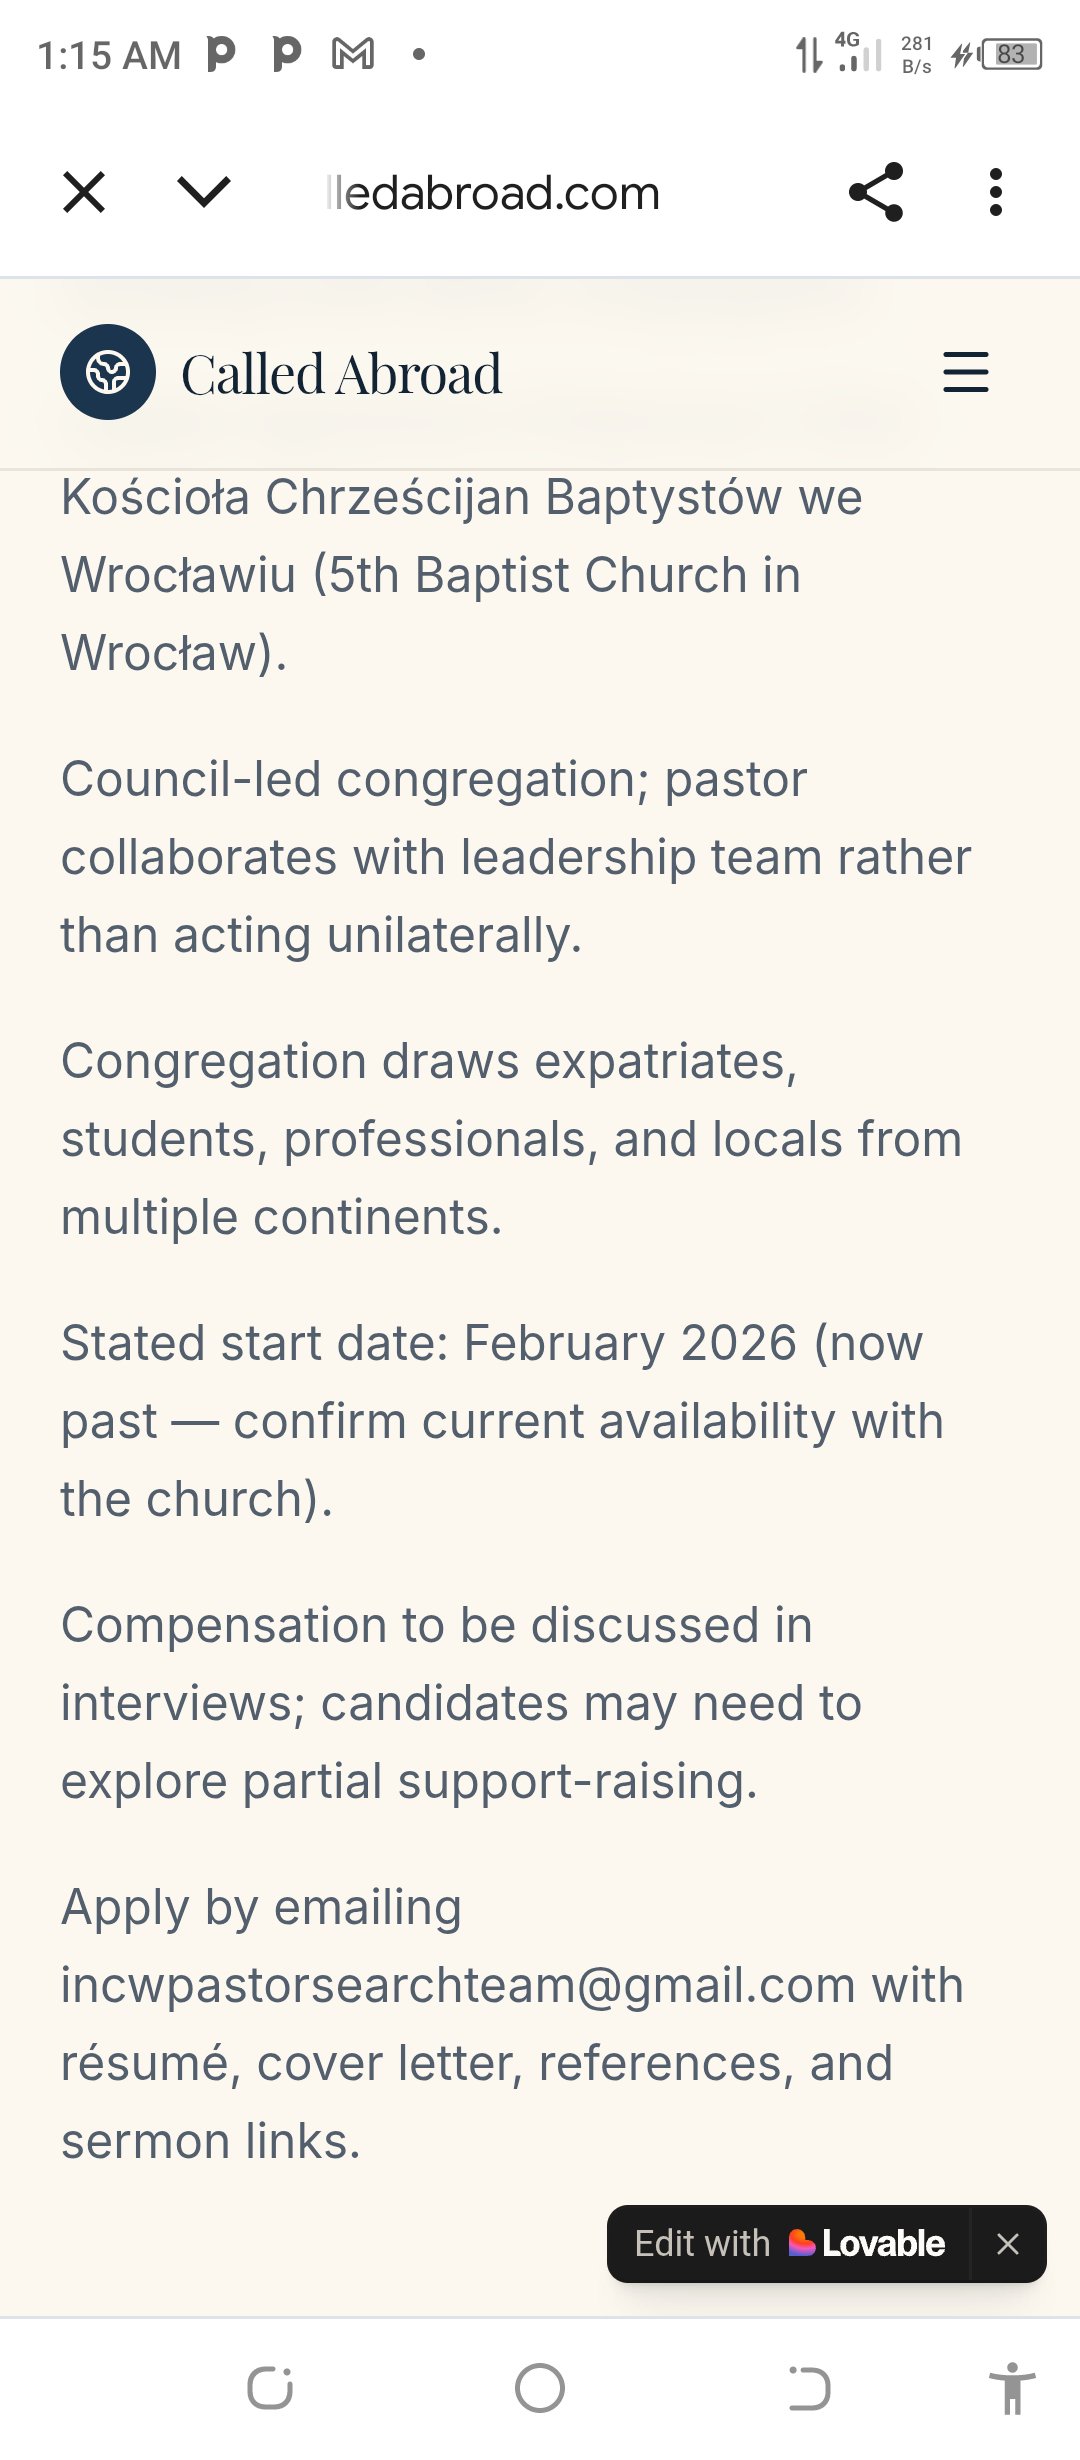 1:15 AM
4G
281
B/s
83
lledabroad.com
Called Abroad
Kościoła Chrześcijan Baptystów we
Wrocławiu (5th Baptist Church in
Wrocław).
Council-led congregation; pastor
collaborates with leadership team rather
than acting unilaterally.
Congregation draws expatriates,
students, professionals, and locals from
multiple continents.
Stated start date: February 2026 (now
past — confirm current availability with
the church).
Compensation to be discussed in
interviews; candidates may need to
explore partial support-raising.
Apply by emailing
incwpastorsearchteam@gmail.com with
résumé, cover letter, references, and
sermon links.
Edit with Lovable